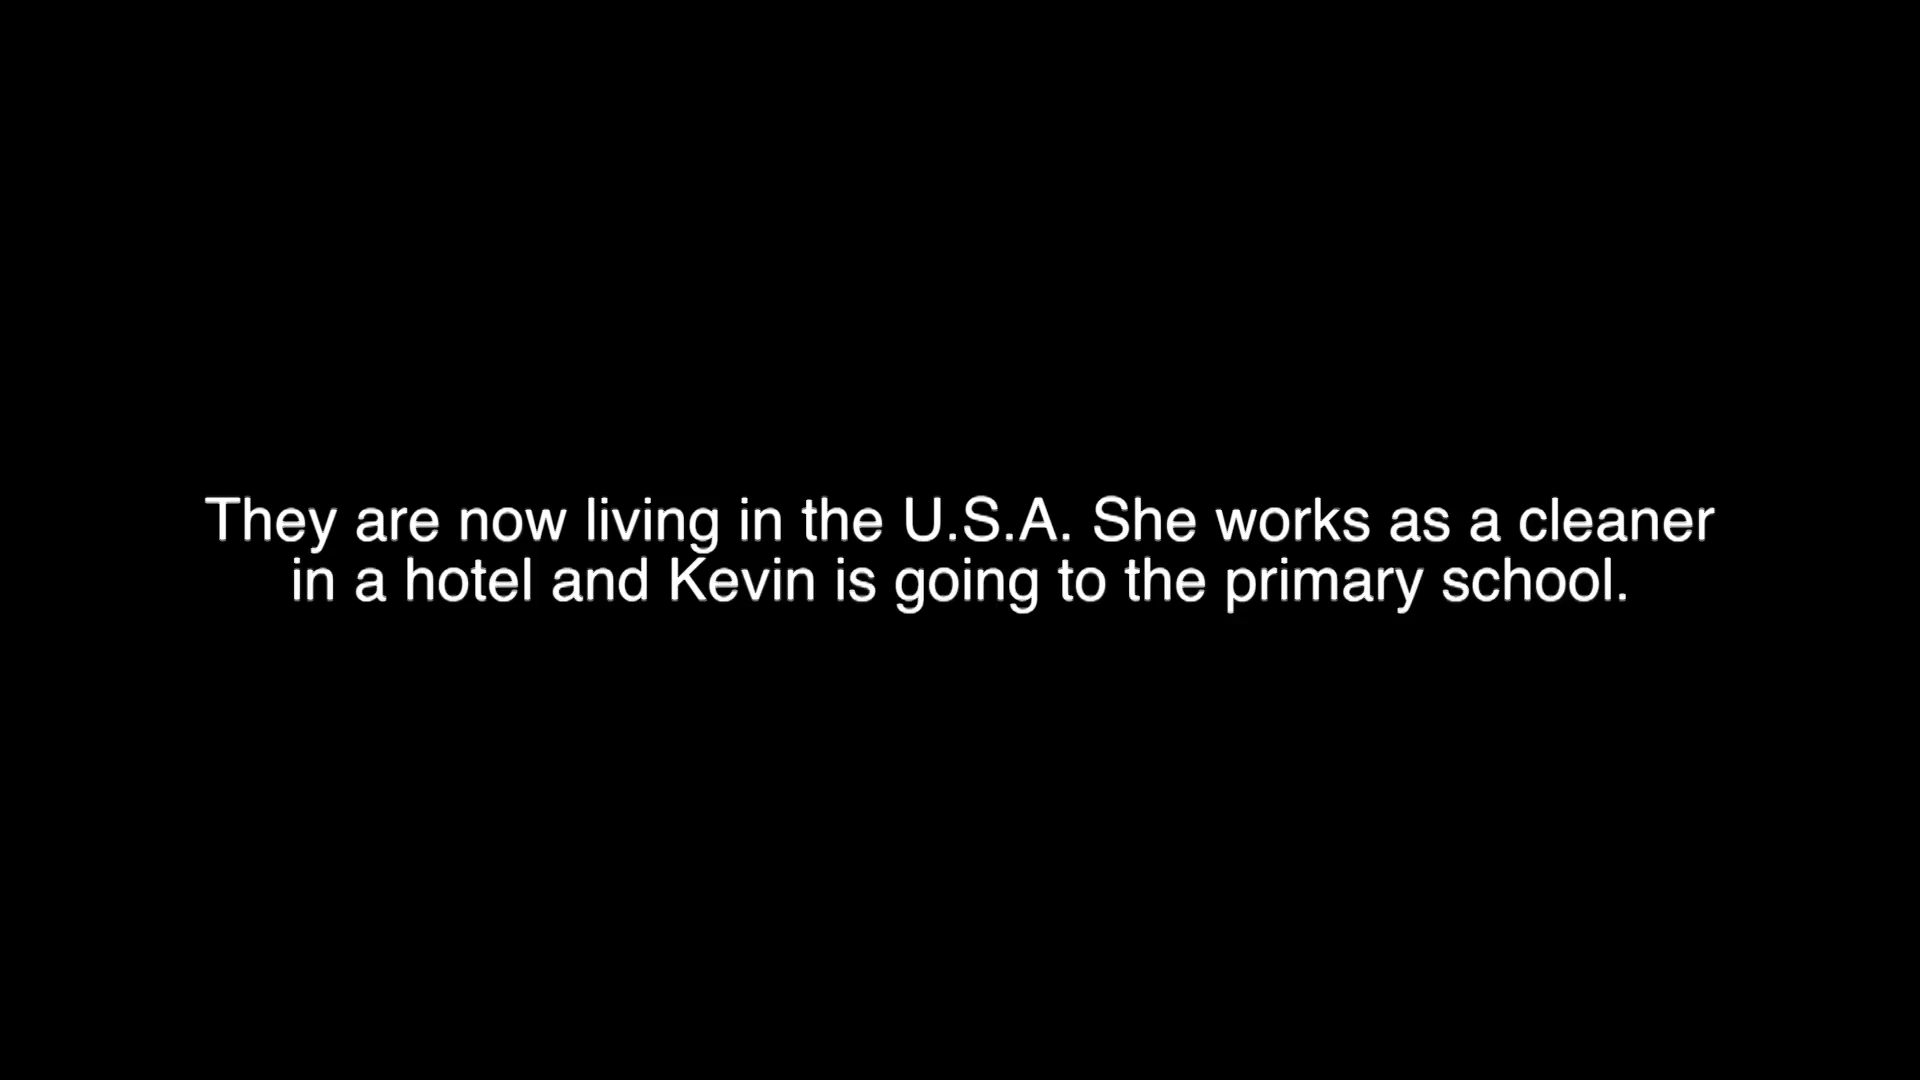 They are now living in the U.S.A. She works as a cleaner
in a hotel and Kevin is going to the primary school.